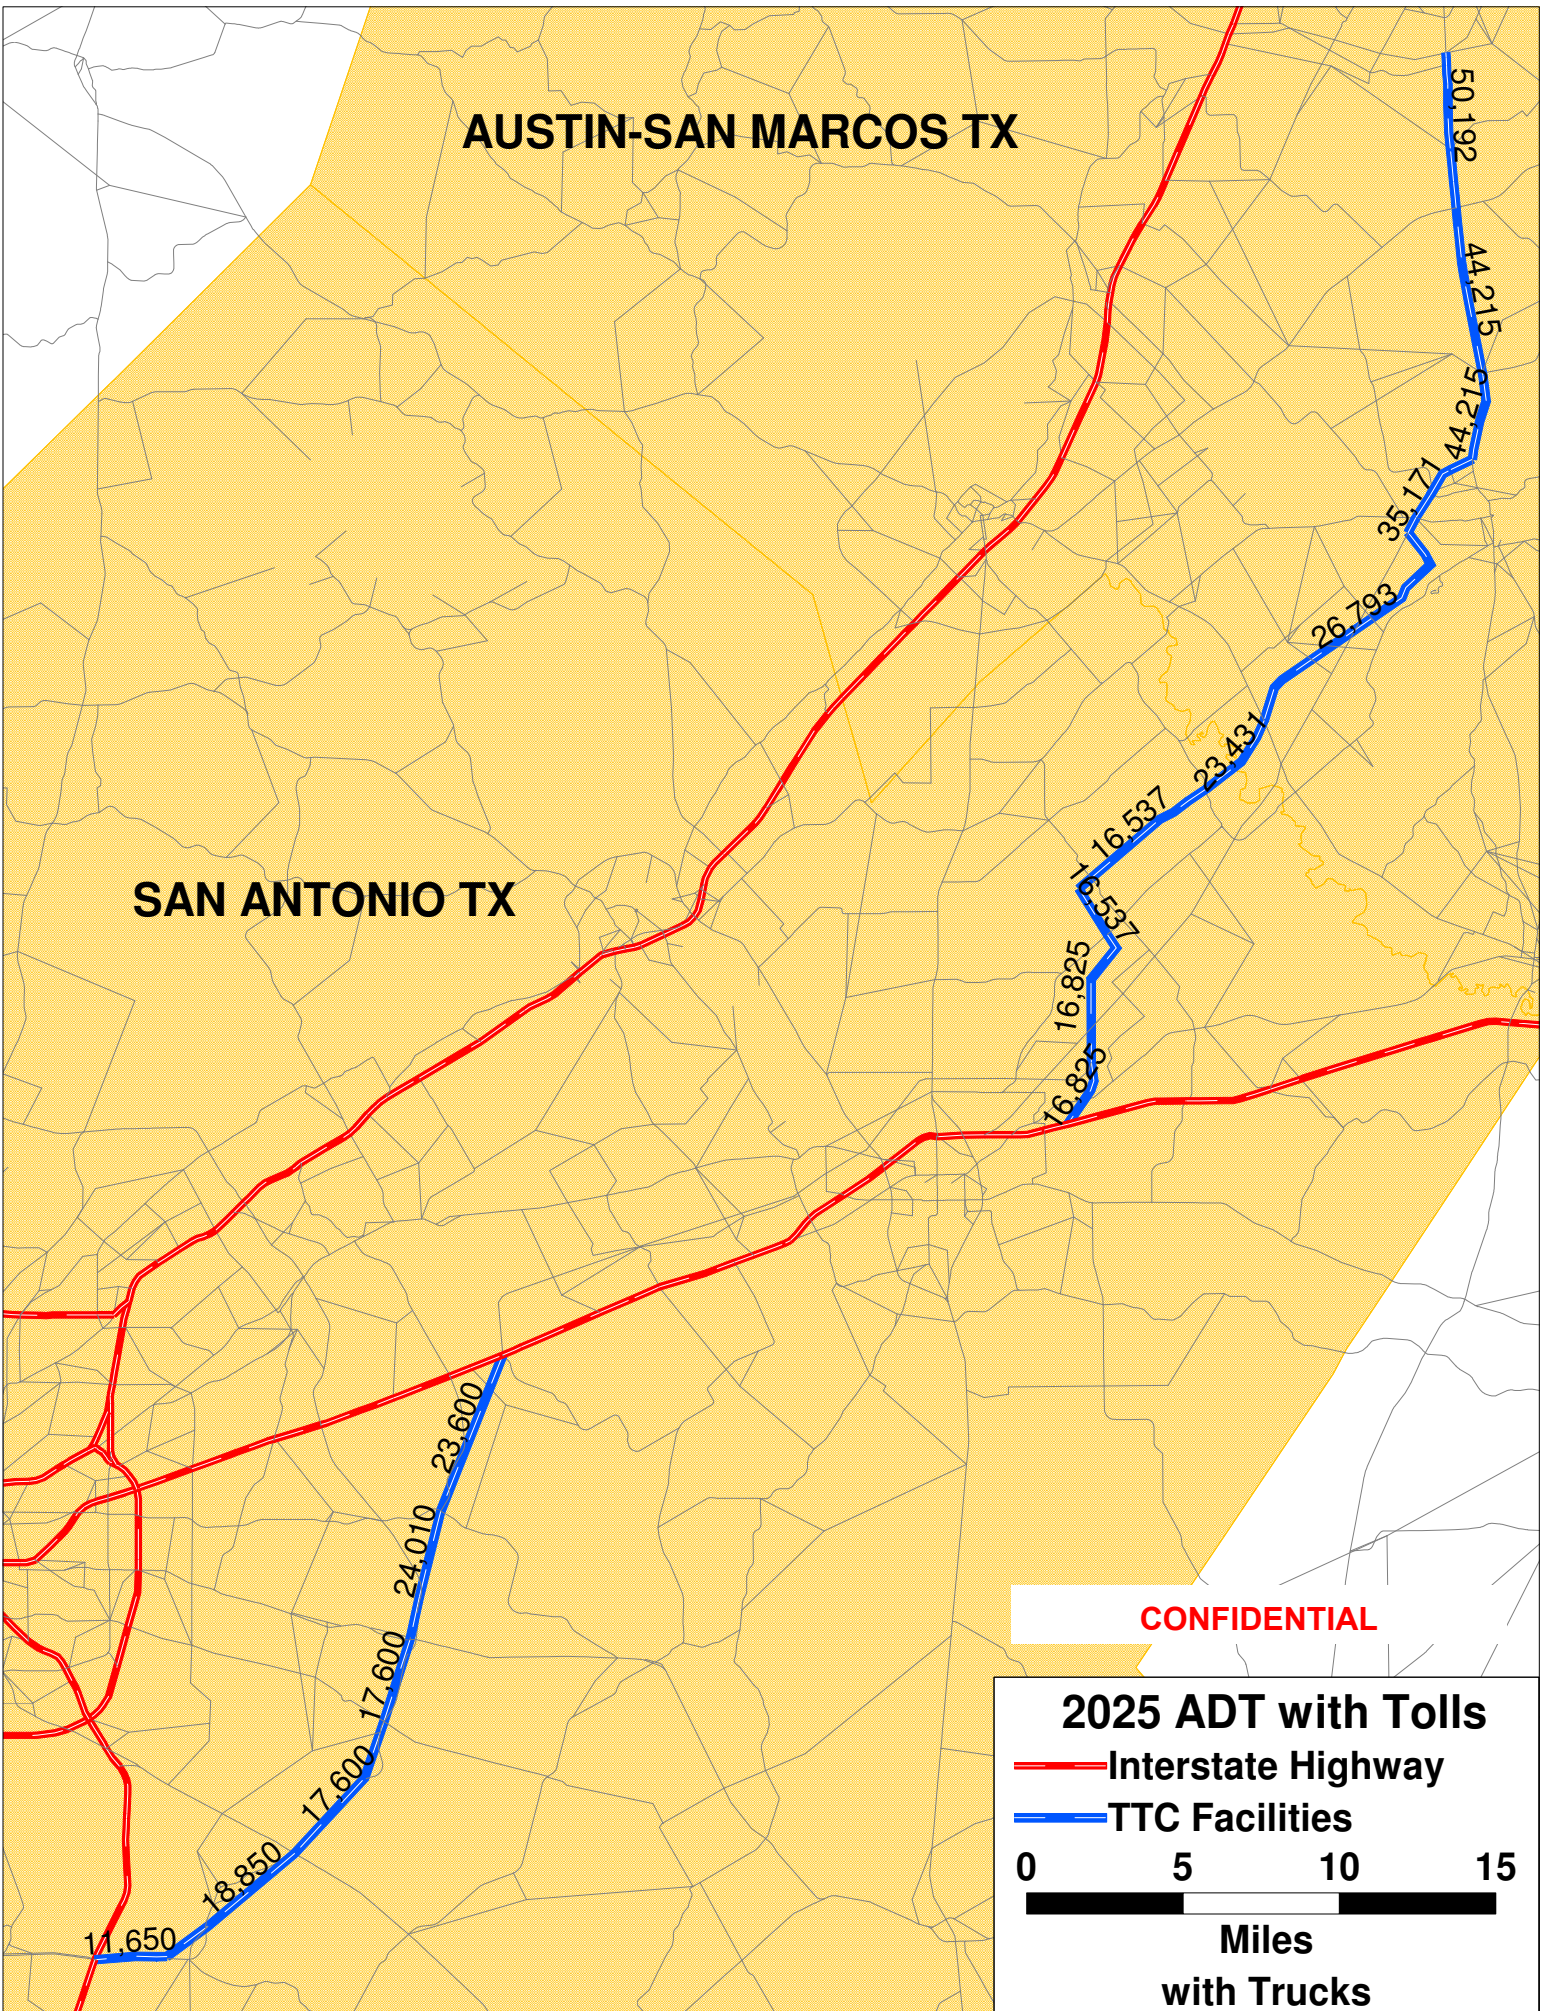 AUSTIN-SAN MARCOS TX
50,192
44,215
44,215
35,171
26,793
23,431
16,537
16,537
16,825
16,825
SAN ANTONIO TX
23,600
24,010
17,600
17,600
18,850
11,650
CONFIDENTIAL
2025 ADT with Tolls
Interstate Highway
TTC Facilities
0 5 10 15
Miles
with Trucks